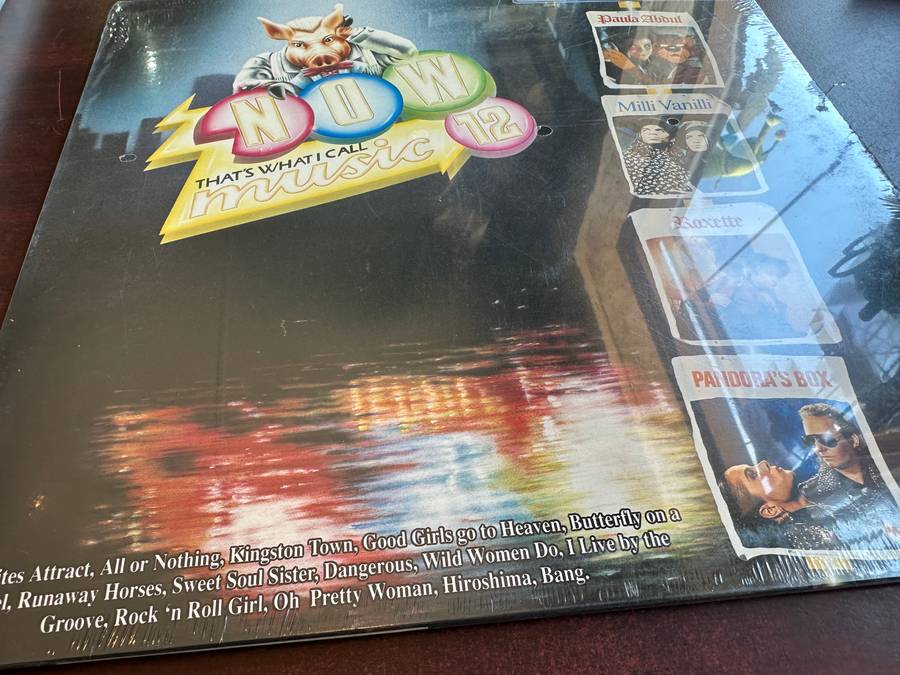 NOW 12
THAT'S WHAT I CALL
music
Paula Abdul
Milli Vanilli
Roxette
PANDORA'S BOX
ites Attract, All or Nothing, Kingston Town, Good Girls go to Heaven, Butterfly on a
el, Runaway Horses, Sweet Soul Sister, Dangerous, Wild Women Do, I Live by the
Groove, Rock 'n Roll Girl, Oh Pretty Woman, Hiroshima, Bang.